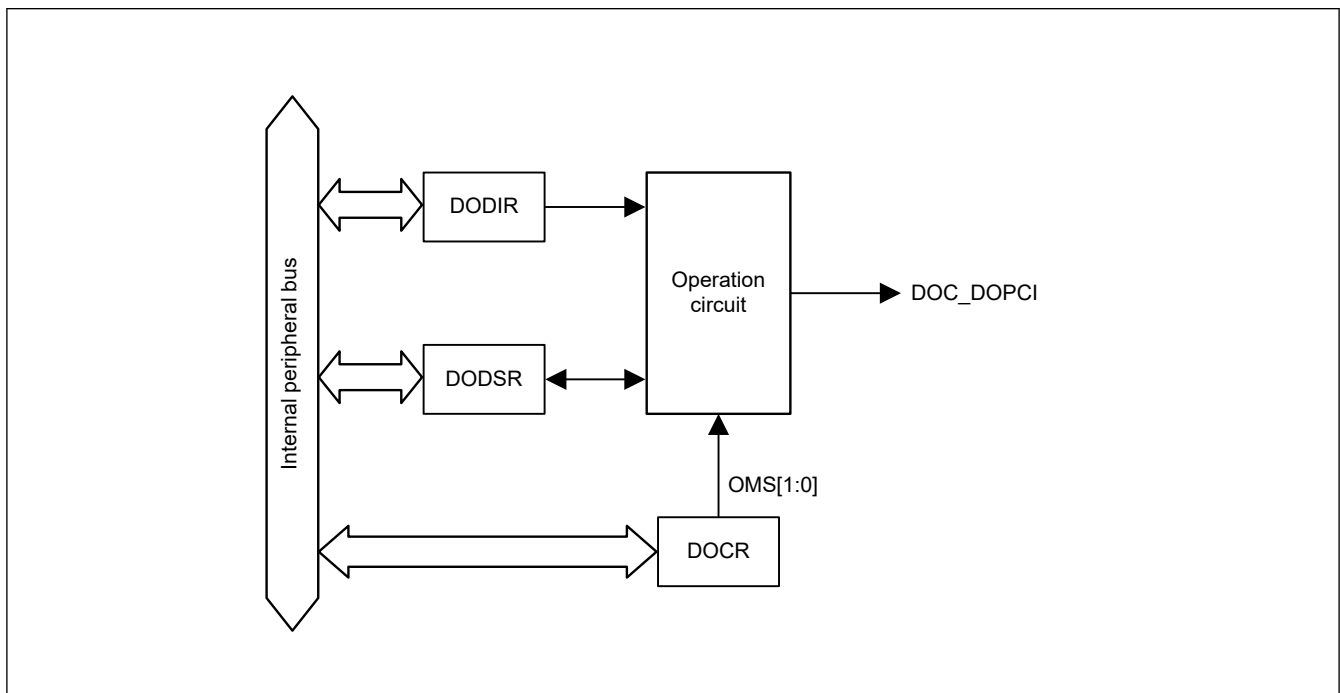 Internal peripheral bus
DODIR
DODSR
Operation
circuit
DOC_DOPCI
OMS[1:0]
DOCR